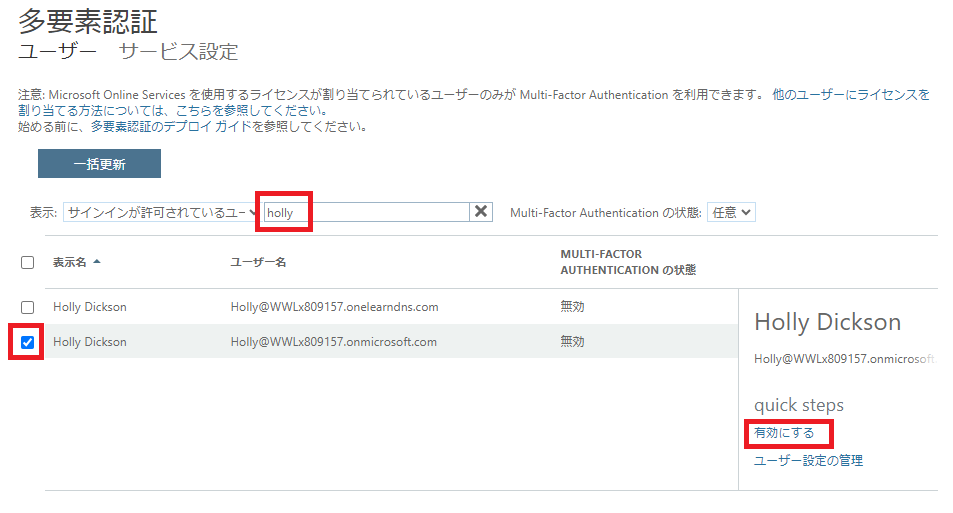 多要素認証
ユーザー サービス設定
注意: Microsoft Online Services を使用するライセンスが割り当てられているユーザーのみが Multi-Factor Authentication を利用できます。 他のユーザーにライセンスを
割り当てる方法については、こちらを参照してください。
始める前に、多要素認証のデプロイ ガイドを参照してください。
一括更新
表示: サインインが許可されているユー holly Multi-Factor Authentication の状態: 任意
表示名 ユーザー名 MULTI-FACTOR
AUTHENTICATION の状態
Holly Dickson Holly@WWLx809157.onelearndns.com 無効
Holly Dickson Holly@WWLx809157.onmicrosoft.com 無効
Holly Dickson
Holly@WWLx809157.onmicrosoft
quick steps
有効にする
ユーザー設定の管理